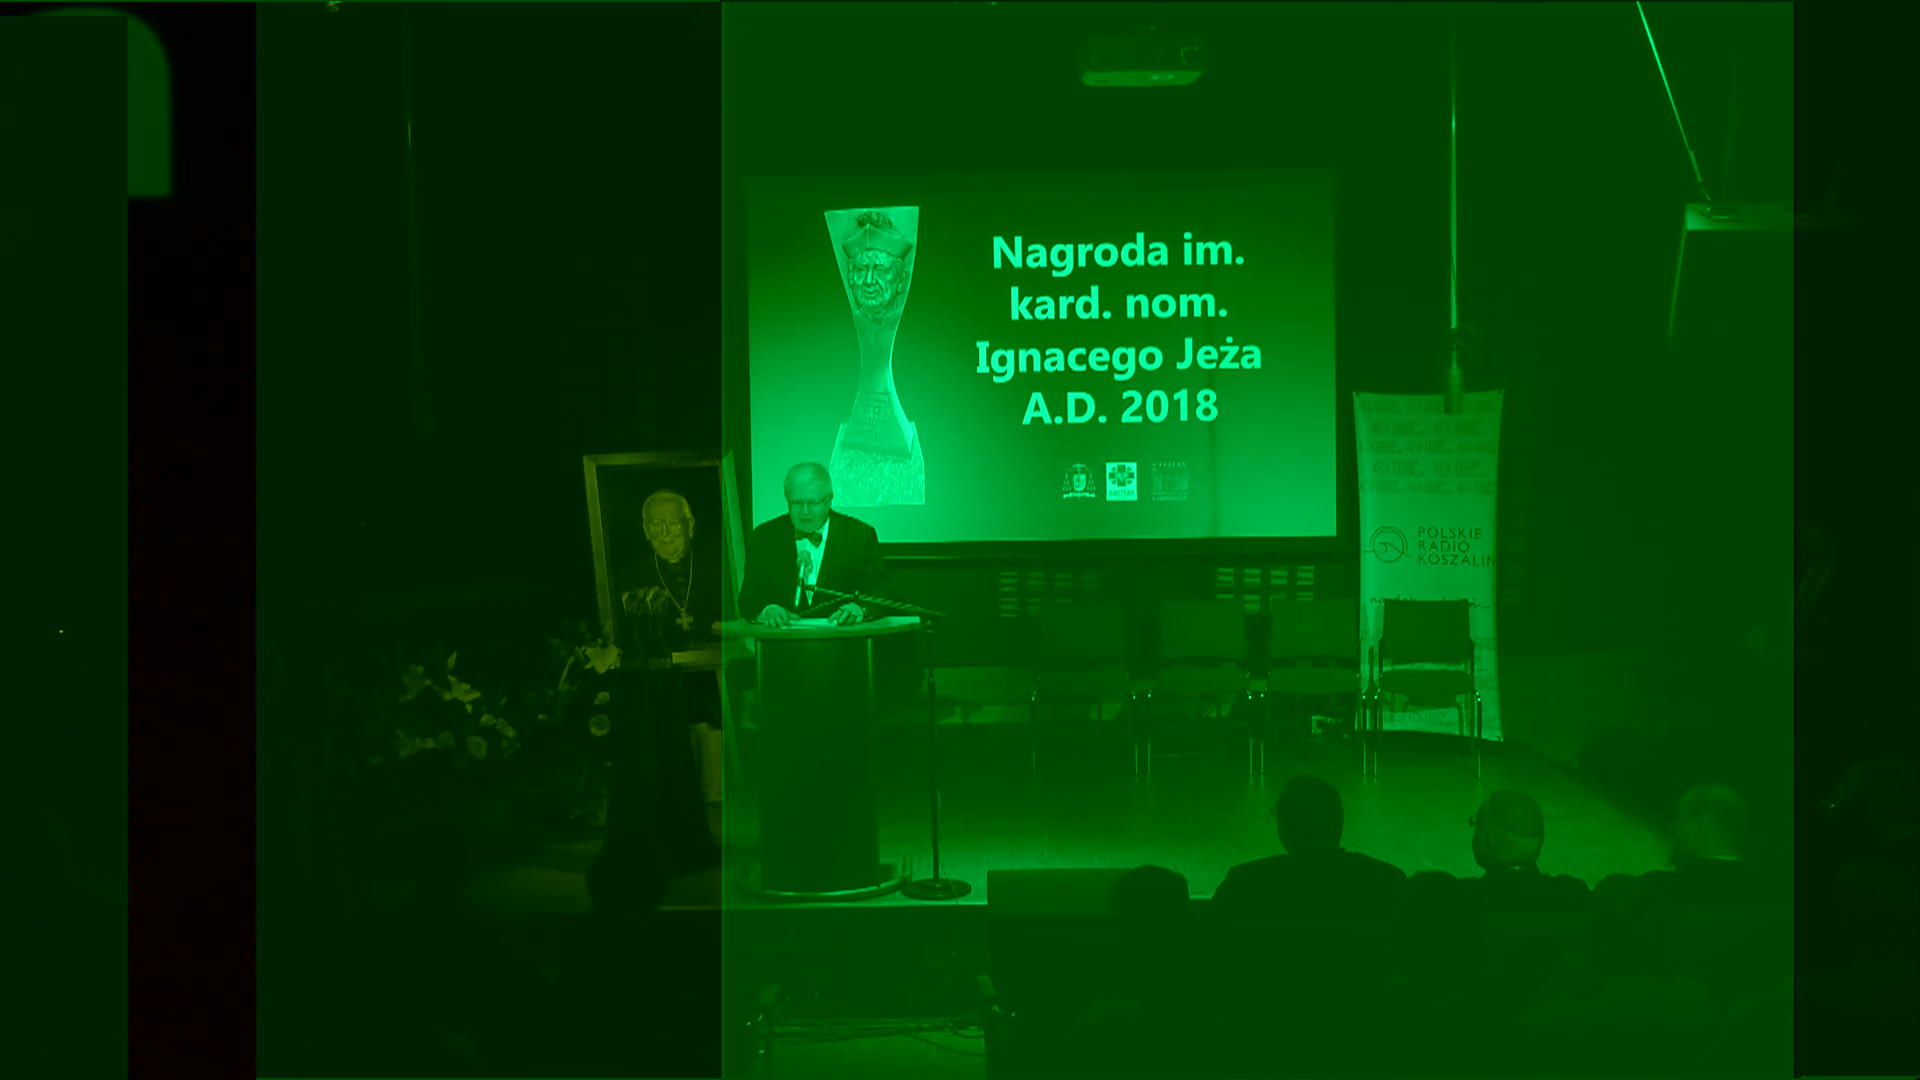 Nagroda im.
kard. nom.
Ignacego Jeża
A.D. 2018
POLSKIE
RADIO
KOSZALIN